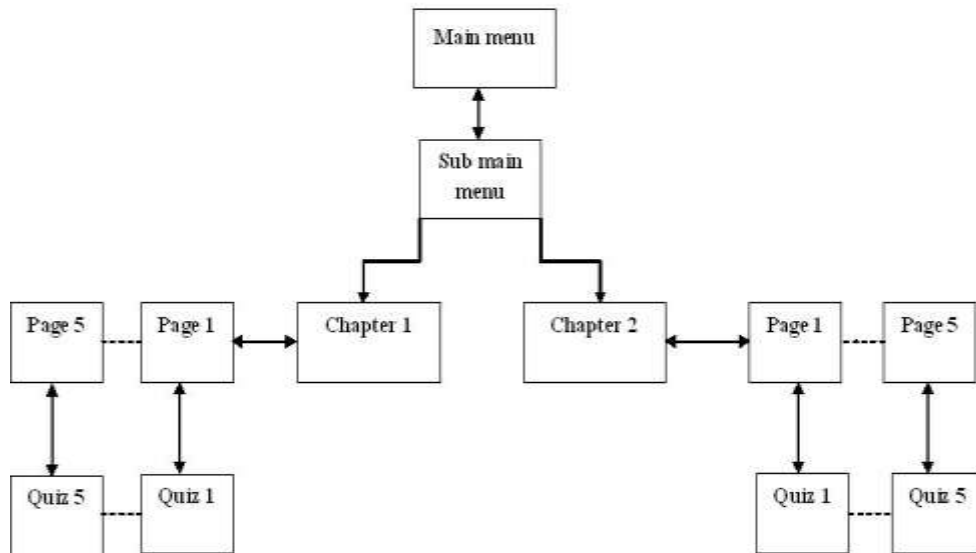 Main menu
Sub main
menu
Page 5
Page 1
Chapter 1
Chapter 2
Page 1
Page 5
Quiz 5
Quiz 1
Quiz 1
Quiz 5